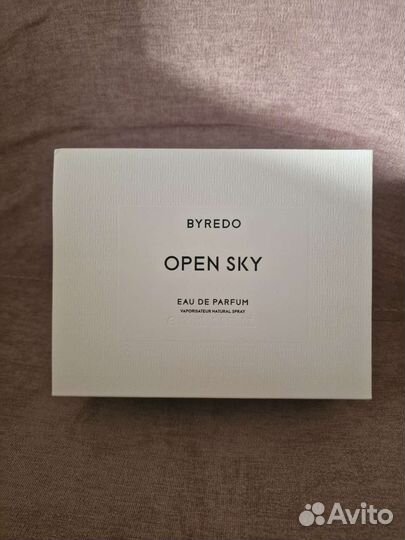 BYREDO
OPEN SKY
EAU DE PARFUM
VAPORISATEUR NATURAL SPRAY
Avito